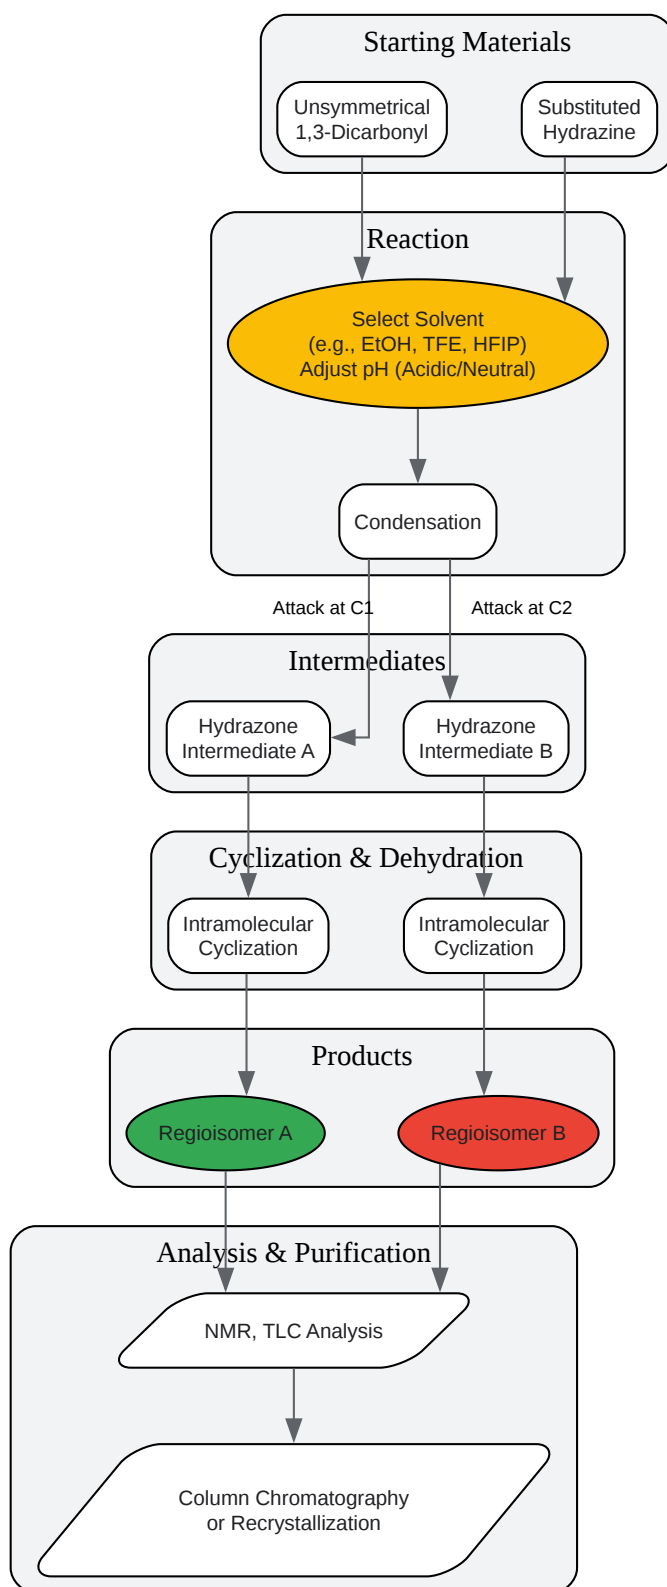 Starting Materials
Unsymmetrical
1,3-Dicarbonyl
Substituted
Hydrazine
Reaction
Select Solvent
(e.g., EtOH, TFE, HFIP)
Adjust pH (Acidic/Neutral)
Condensation
Attack at C1
Attack at C2
Intermediates
Hydrazone
Intermediate A
Hydrazone
Intermediate B
Cyclization & Dehydration
Intramolecular
Cyclization
Intramolecular
Cyclization
Products
Regioisomer A
Regioisomer B
Analysis & Purification
NMR, TLC Analysis
Column Chromatography
or Recrystallization